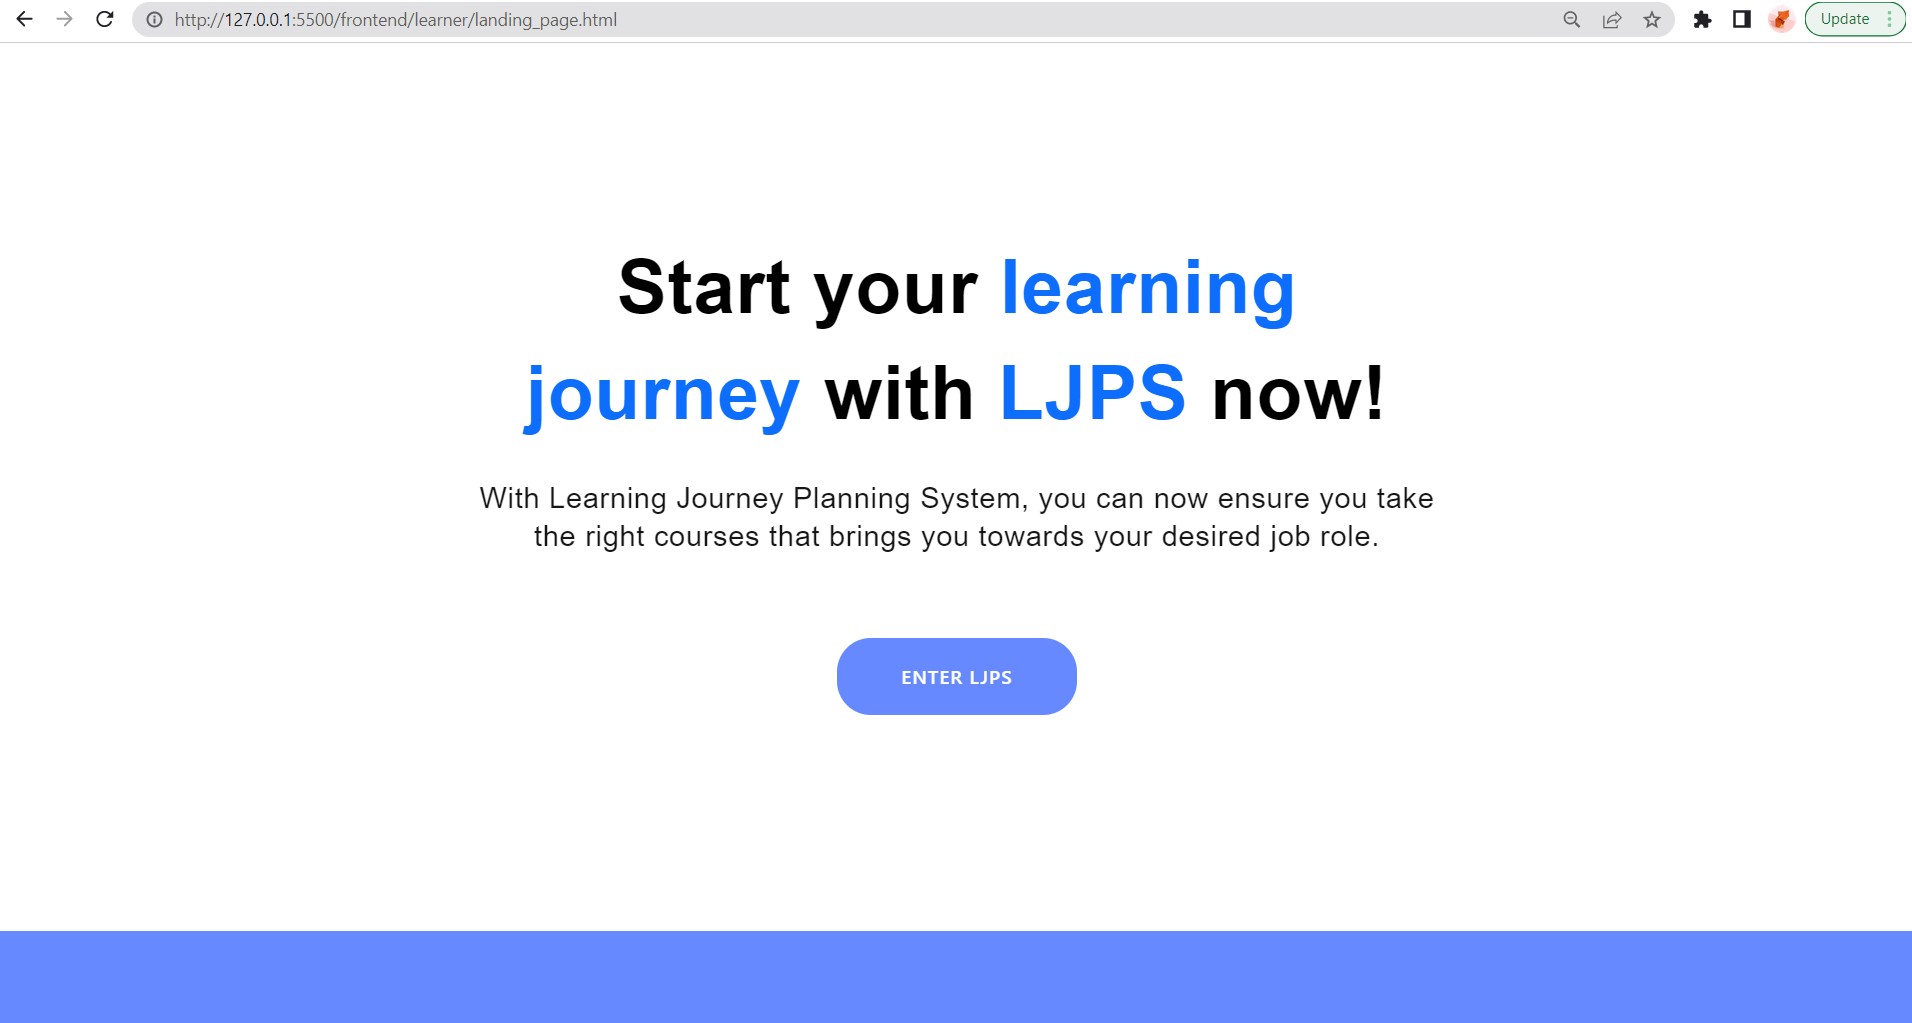 http://127.0.0.1:5500/frontend/learner/landing_page.html
Update
Start your learning
journey with LJPS now!
With Learning Journey Planning System, you can now ensure you take
the right courses that brings you towards your desired job role.
ENTER LJPS